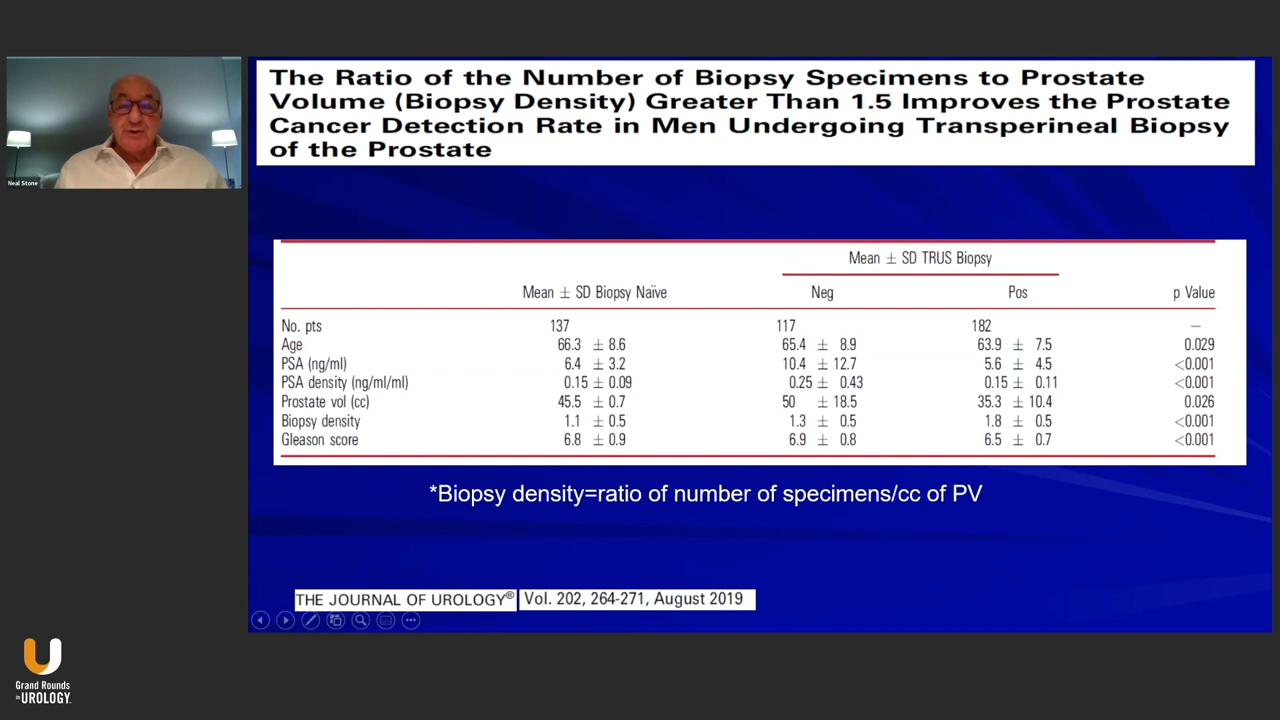 The Ratio of the Number of Biopsy Specimens to Prostate
Volume (Biopsy Density) Greater Than 1.5 Improves the Prostate
Cancer Detection Rate in Men Undergoing Transperineal Biopsy
of the Prostate
Neal Stone
Mean ± SD TRUS Biopsy
Mean ± SD Biopsy Naïve Neg Pos p Value
No. pts 137 117 182 —
Age 66.3 ± 8.6 65.4 ± 8.9 63.9 ± 7.5 0.029
PSA (ng/ml) 6.4 ± 3.2 10.4 ± 12.7 5.6 ± 4.5 <0.001
PSA density (ng/ml/ml) 0.15 ± 0.09 0.25 ± 0.43 0.15 ± 0.11 <0.001
Prostate vol (cc) 45.5 ± 0.7 50 ± 18.5 35.3 ± 10.4 0.026
Biopsy density 1.1 ± 0.5 1.3 ± 0.5 1.8 ± 0.5 <0.001
Gleason score 6.8 ± 0.9 6.9 ± 0.8 6.5 ± 0.7 <0.001
*Biopsy density=ratio of number of specimens/cc of PV
THE JOURNAL OF UROLOGY® Vol. 202, 264-271, August 2019
Grand Rounds
in UROLOGY